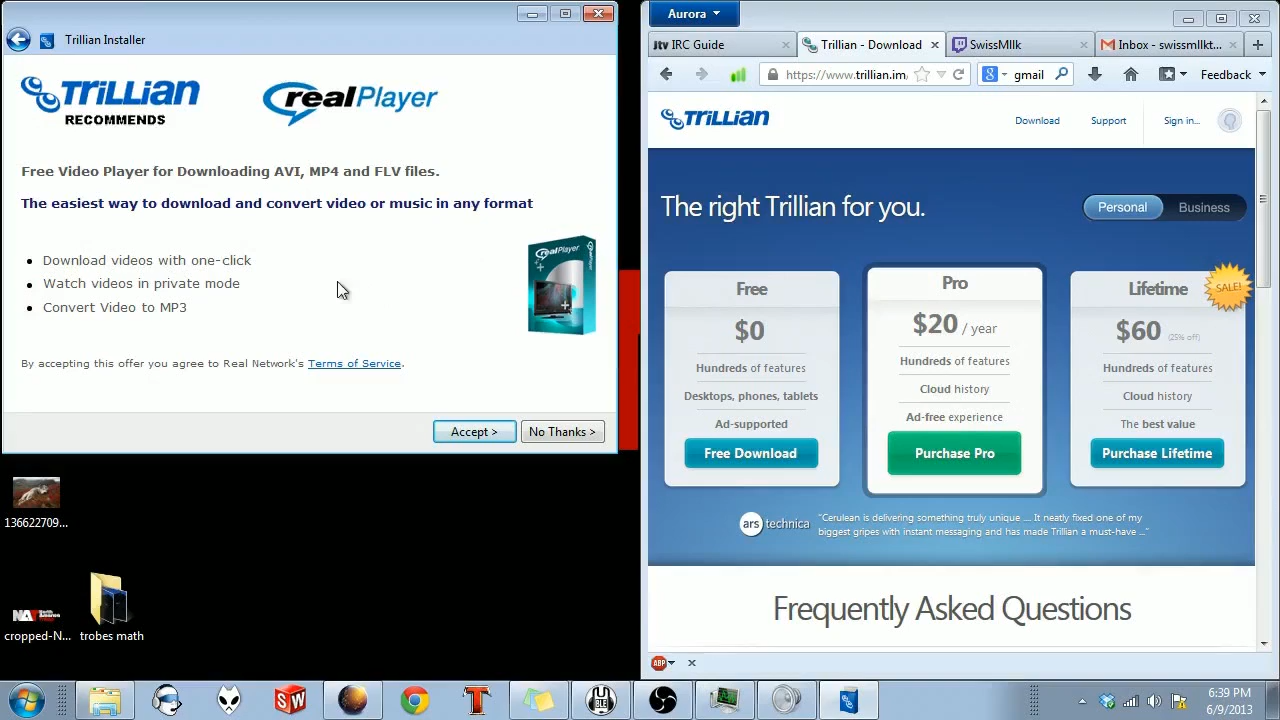 Trillian Installer
TRiLLiAN
RECOMMENDS
realPlayer
Free Video Player for Downloading AVI, MP4 and FLV files.
The easiest way to download and convert video or music in any format
Download videos with one-click
Watch videos in private mode
Convert Video to MP3
realPlayer
By accepting this offer you agree to Real Network's Terms of Service.
Accept >
No Thanks >
136622709...
cropped-N...
trobes math
Aurora
jtv IRC Guide
Trillian - Download
SwissMllk
Inbox - swissmllkt...
https://www.trillian.im
gmail
Feedback
TRiLLiAN
Download
Support
Sign in...
The right Trillian for you.
Personal
Business
Free
$0
Hundreds of features
Desktops, phones, tablets
Ad-supported
Free Download
Pro
$20 / year
Hundreds of features
Cloud history
Ad-free experience
Purchase Pro
Lifetime
SALE!
$60 (25% off)
Hundreds of features
Cloud history
The best value
Purchase Lifetime
ars technica
"Cerulean is delivering something truly unique .... It neatly fixed one of my
biggest gripes with instant messaging and has made Trillian a must-have ..."
Frequently Asked Questions
ABP
SW
6:39 PM
6/9/2013